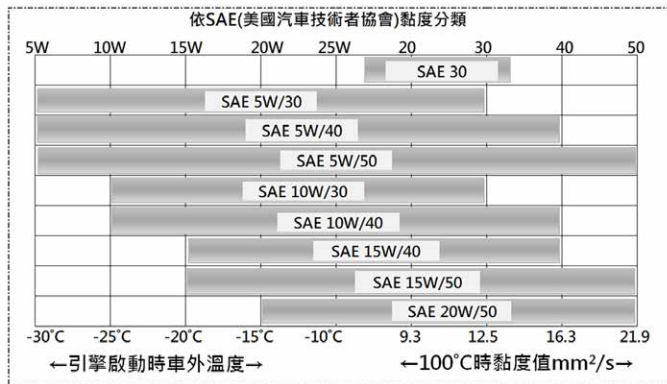 依SAE(美國汽車技術者協會)黏度分類
5W 10W 15W 20W 25W 20 30 40 50
SAE 30
SAE 5W/30
SAE 5W/40
SAE 5W/50
SAE 10W/30
SAE 10W/40
SAE 15W/40
SAE 15W/50
SAE 20W/50
-30°C -25°C -20°C -15°C -10°C 9.3 12.5 16.3 21.9
←引擎啟動時車外溫度→ ←100°C時黏度值mm²/s→